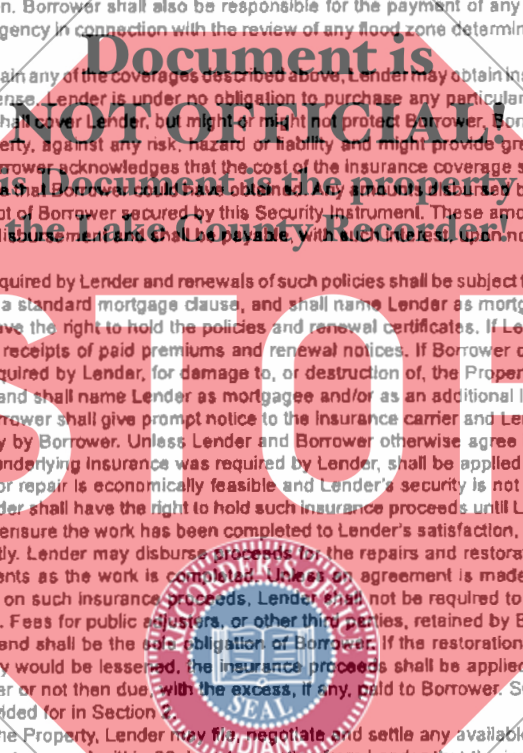 n. Borrower shall also be responsible for the payment of any
gency in connection with the review of any flood zone determin
Document is
ain any of the coverages described above, Lender may obtain in
ense. Lender is under no obligation to purchase any particular
hall cover Lender, but might or might not protect Borrower, Bor
NOT OFFICIAL!
erty, against any risk, hazard or liability and might provide gre
rrower acknowledges that the cost of the insurance coverage s
is Document is the property
e that Borrower could have obtained. Any amounts disbursed b
bt of Borrower secured by this Security Instrument. These amo
the Lake County Recorder!
disbursement and shall be payable, with such interest, upon no
quired by Lender and renewals of such policies shall be subject t
a standard mortgage clause, and shall name Lender as mortg
ave the right to hold the policies and renewal certificates. If Le
receipts of paid premiums and renewal notices. If Borrower o
quired by Lender, for damage to, or destruction of, the Proper
and shall name Lender as mortgagee and/or as an additional l
STOP
rrower shall give prompt notice to the insurance carrier and Le
y by Borrower. Unless Lender and Borrower otherwise agree
nderlying insurance was required by Lender, shall be applied
or repair is economically feasible and Lender's security is not
der shall have the right to hold such insurance proceeds until L
ensure the work has been completed to Lender's satisfaction,
tly. Lender may disburse proceeds for the repairs and restora
ents as the work is completed. Unless an agreement is made
on such insurance proceeds, Lender shall not be required to
. Fees for public adjusters, or other third parties, retained by B
and shall be the sole obligation of Borrower. If the restoration
y would be lessened, the insurance proceeds shall be applied
er or not then due, with the excess, if any, paid to Borrower. S
ided for in Section 2.
he Property, Lender may file, negotiate and settle any availab
RECORDER'S OF
SEAL
INDIANA